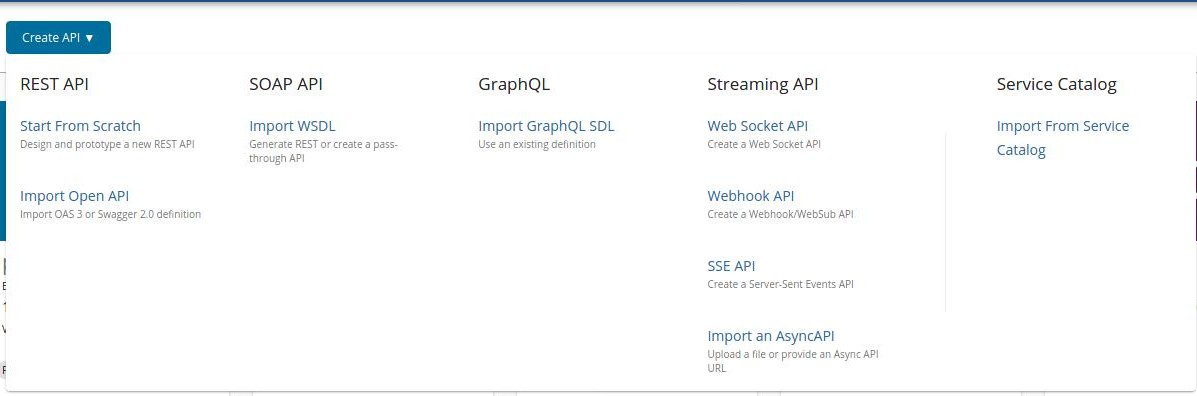 Create API ▼
REST API
Start From Scratch
Design and prototype a new REST API
Import Open API
Import OAS 3 or Swagger 2.0 definition
SOAP API
Import WSDL
Generate REST or create a pass-
through API
GraphQL
Import GraphQL SDL
Use an existing definition
Streaming API
Web Socket API
Create a Web Socket API
Webhook API
Create a Webhook/WebSub API
SSE API
Create a Server-Sent Events API
Import an AsyncAPI
Upload a file or provide an Async API
URL
Service Catalog
Import From Service
Catalog